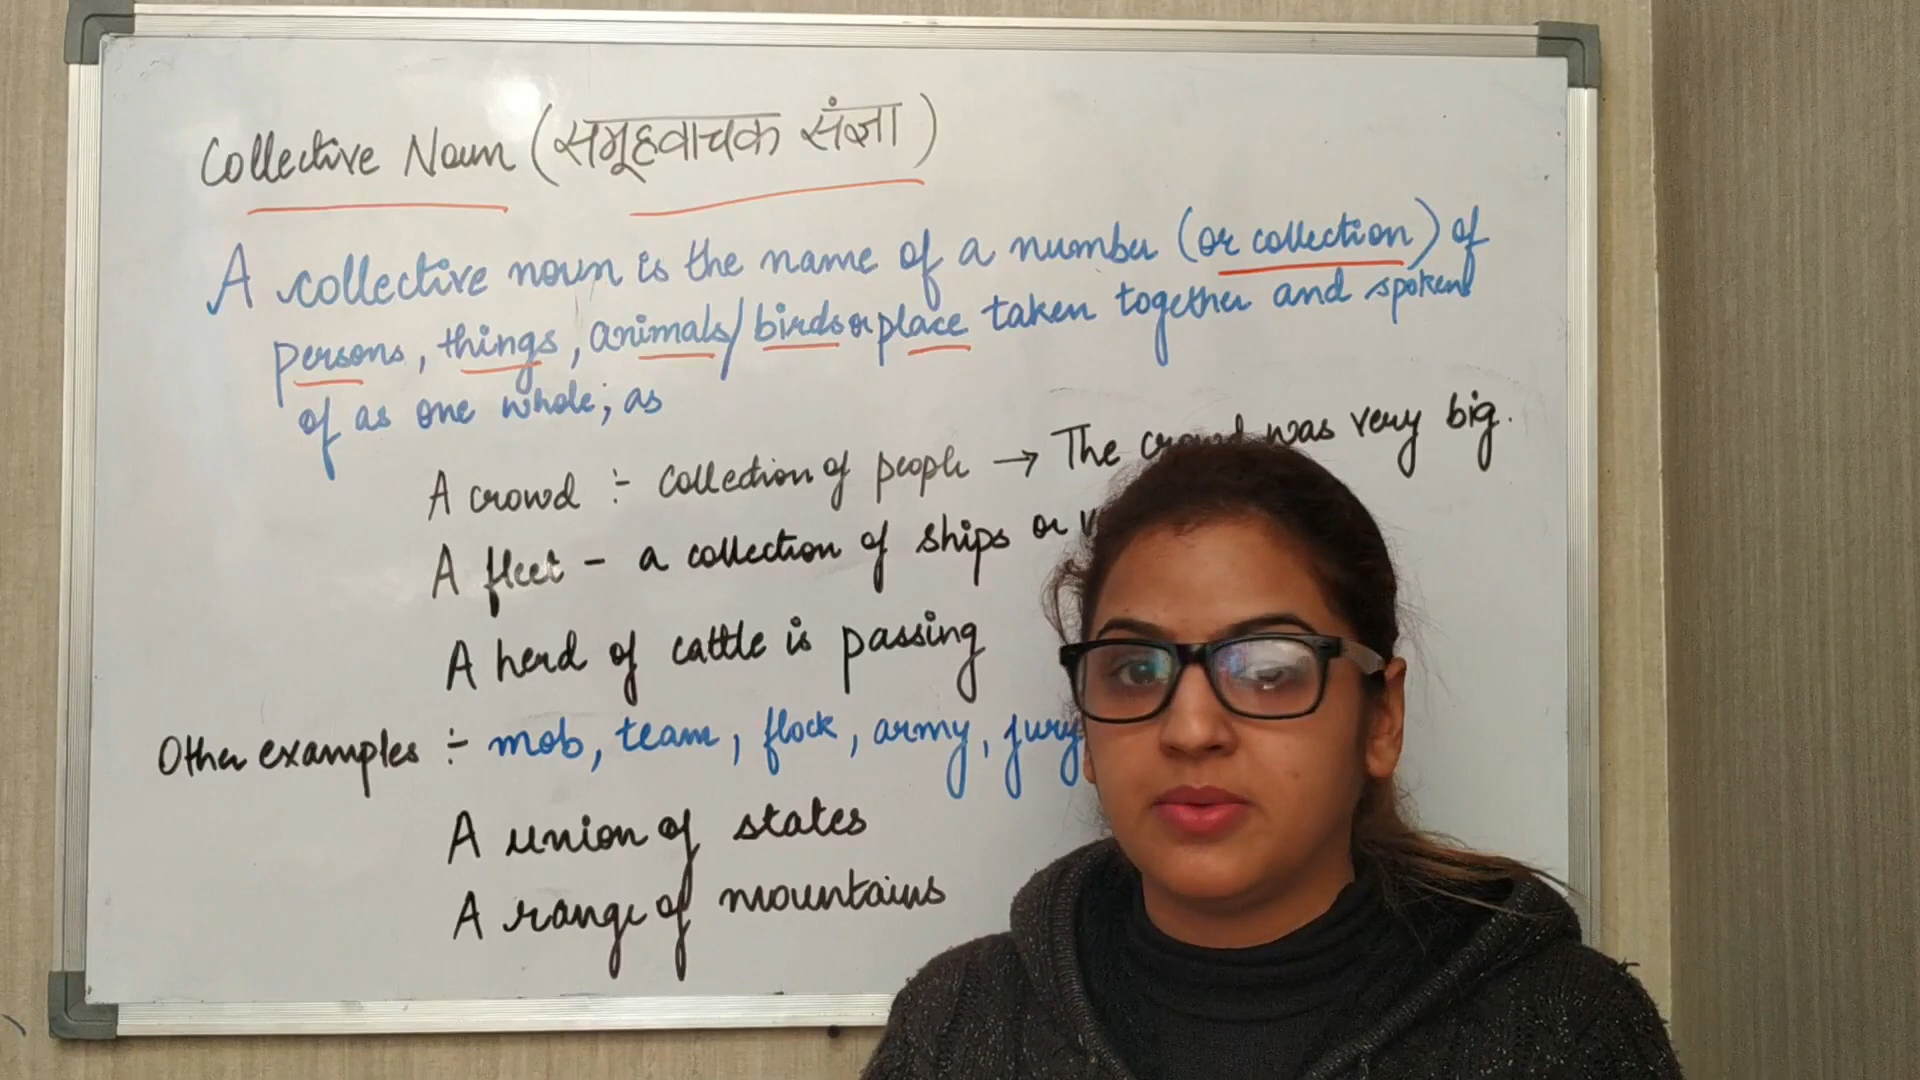 Collective Noun (समूहवाचक संज्ञा)
A collective noun is the name of a number (or collection) of
persons, things, animals/birds or place taken together and spoken
of as one whole; as
A crowd :- collection of people → The crowd was very big.
A fleet - a collection of ships or
A herd of cattle is passing
Other examples :- mob, team, flock, army, jury
A union of states
A range of mountains